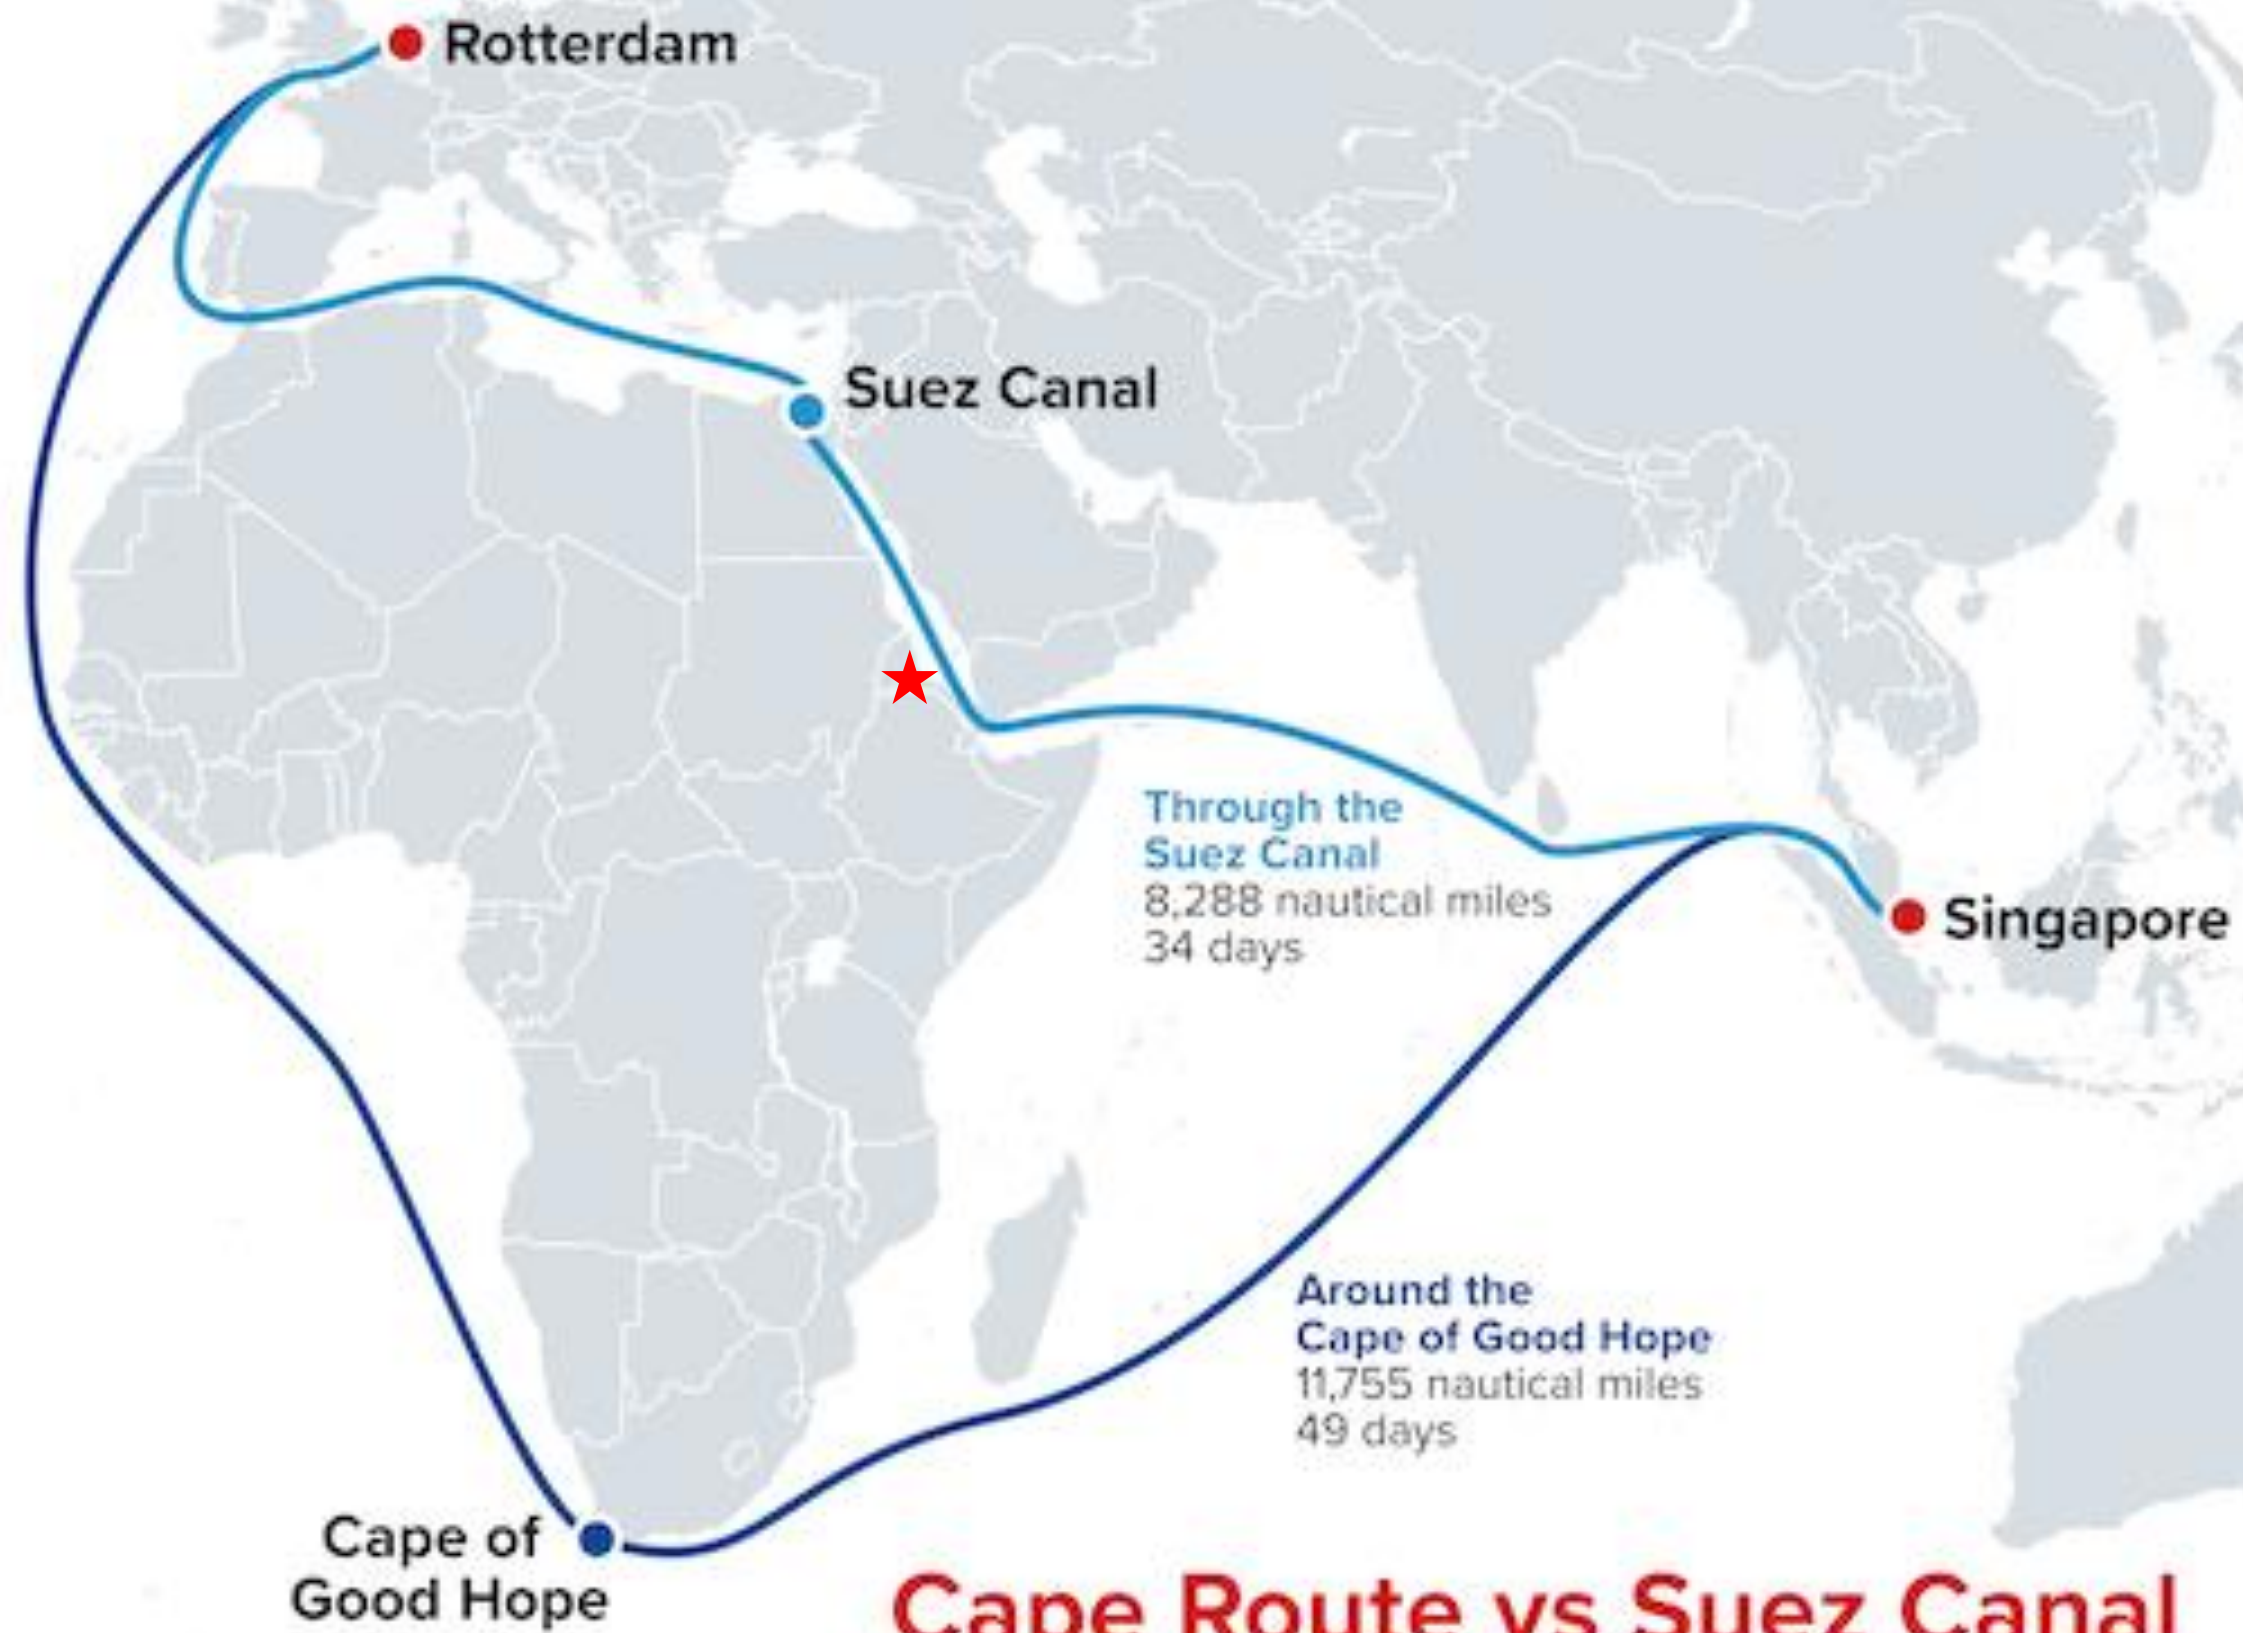 Rotterdam
Suez Canal
Through the
Suez Canal
8,288 nautical miles
34 days
Singapore
Around the
Cape of Good Hope
11,755 nautical miles
49 days
Cape of
Good Hope
Cape Route vs Suez Canal